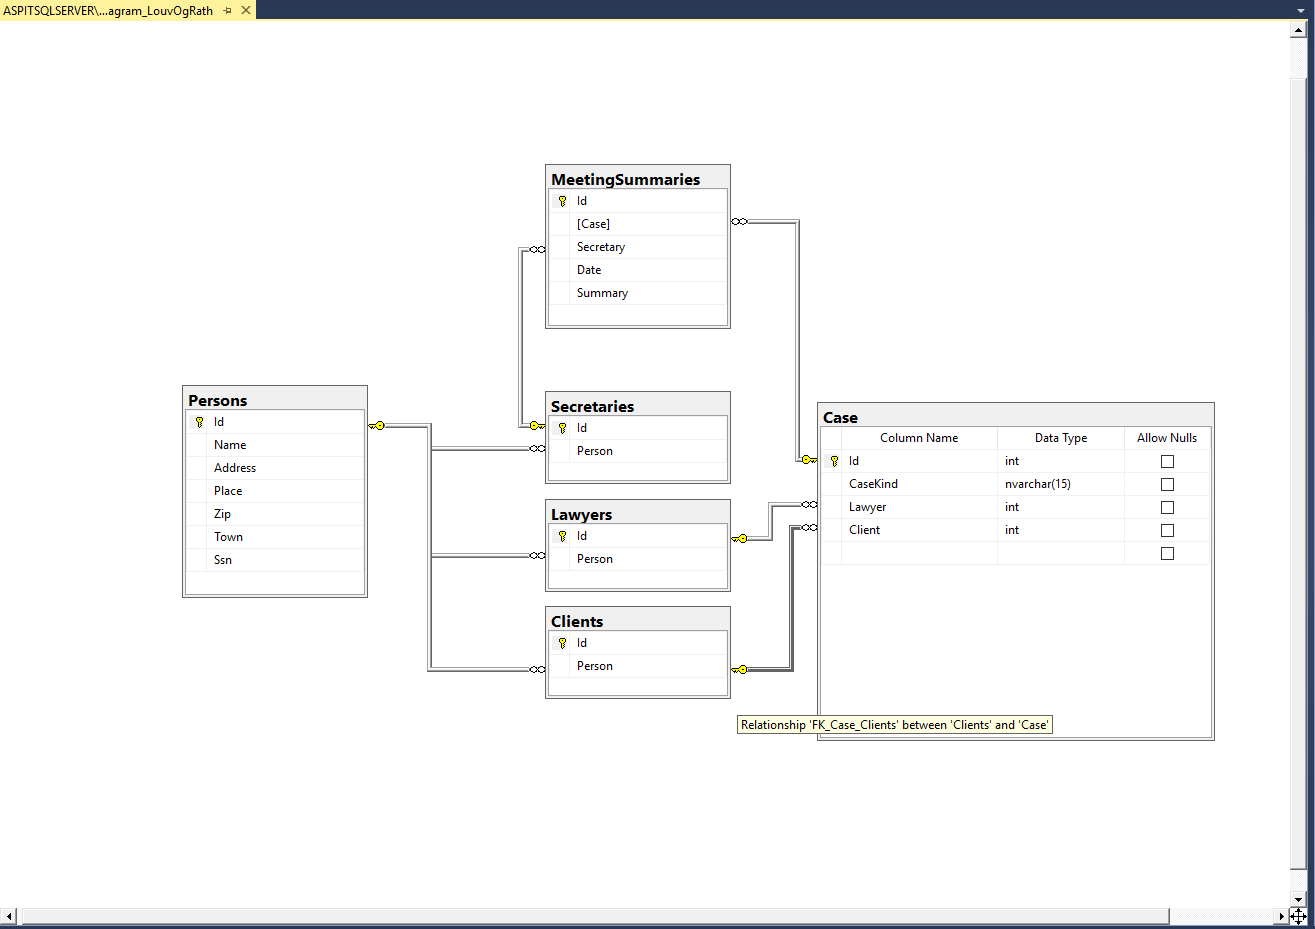 ASPITSQLSERVER\...agram_LouvOgRath
MeetingSummaries
Id
[Case]
Secretary
Date
Summary
Persons
Id
Name
Address
Place
Zip
Town
Ssn
Secretaries
Id
Person
Lawyers
Id
Person
Clients
Id
Person
Case
Column Name Data Type Allow Nulls
Id int
CaseKind nvarchar(15)
Lawyer int
Client int
Relationship 'FK_Case_Clients' between 'Clients' and 'Case'